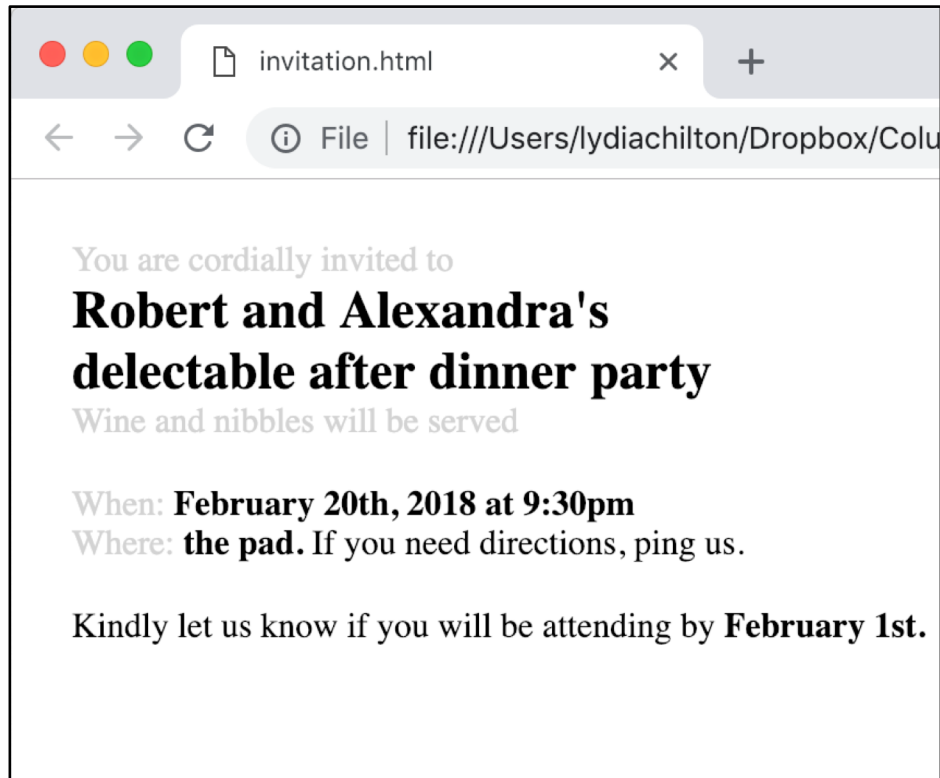 invitation.html
File file:///Users/lydiachilton/Dropbox/Colu
You are cordially invited to
Robert and Alexandra's
delectable after dinner party
Wine and nibbles will be served
When: February 20th, 2018 at 9:30pm
Where: the pad. If you need directions, ping us.
Kindly let us know if you will be attending by February 1st.